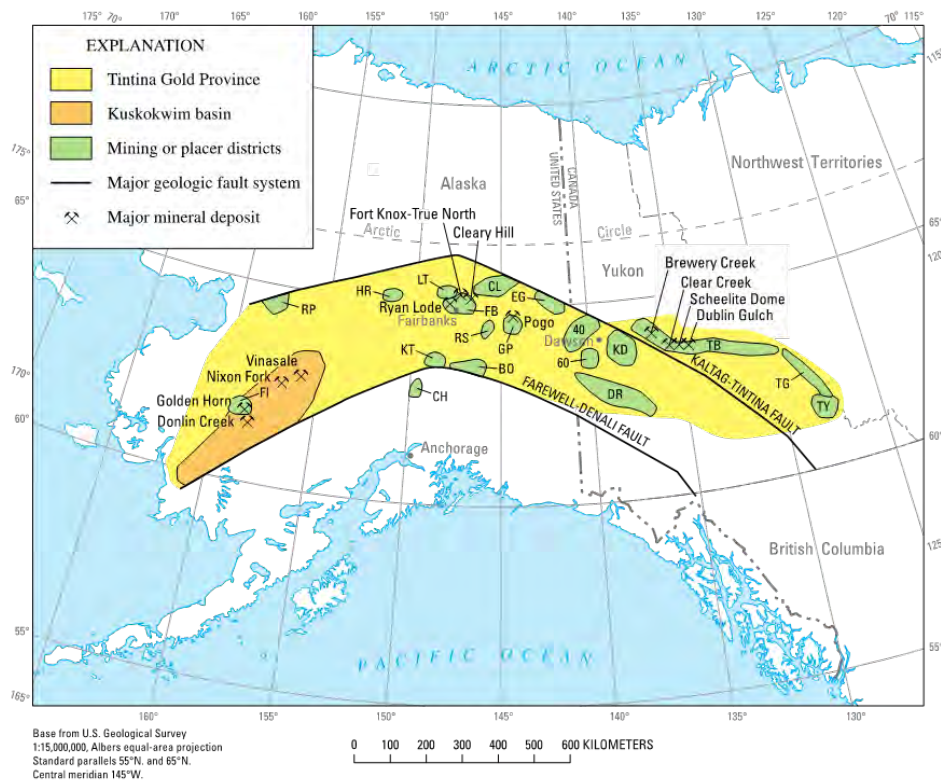 175° 170° 165° 160° 155° 150° 145° 140° 135° 130° 125° 120° 115°
EXPLANATION
Tintina Gold Province
Kuskokwim basin
Mining or placer districts
Major geologic fault system
Major mineral deposit
ARCTIC OCEAN
115°
175°
65°
170°
60°
55°
165°
Northwest Territories
UNITED STATES
CANADA
Alaska
Fort Knox-True North
Arctic
Circle
Cleary Hill
65°
120°
Yukon
Brewery Creek
Clear Creek
Scheelite Dome
Dublin Gulch
LT
CL
HR
EG
RP
Ryan Lode
FB
Fairbanks
Pogo
40
RS
Dawson
KD
TB
GP
60
KT
BO
TG
Vinasale
Nixon Fork
FI
Golden Horn
Donlin Creek
CH
DR
TY
KALTAG-TINTINA FAULT
FAREWELL-DENALI FAULT
60°
Anchorage
125°
British Columbia
PACIFIC OCEAN
55°
160° 155° 150° 145° 140° 135° 130°
Base from U.S. Geological Survey
1:15,000,000, Albers equal-area projection
Standard parallels 55°N. and 65°N.
Central meridian 145°W.
0 100 200 300 400 500 600 KILOMETERS